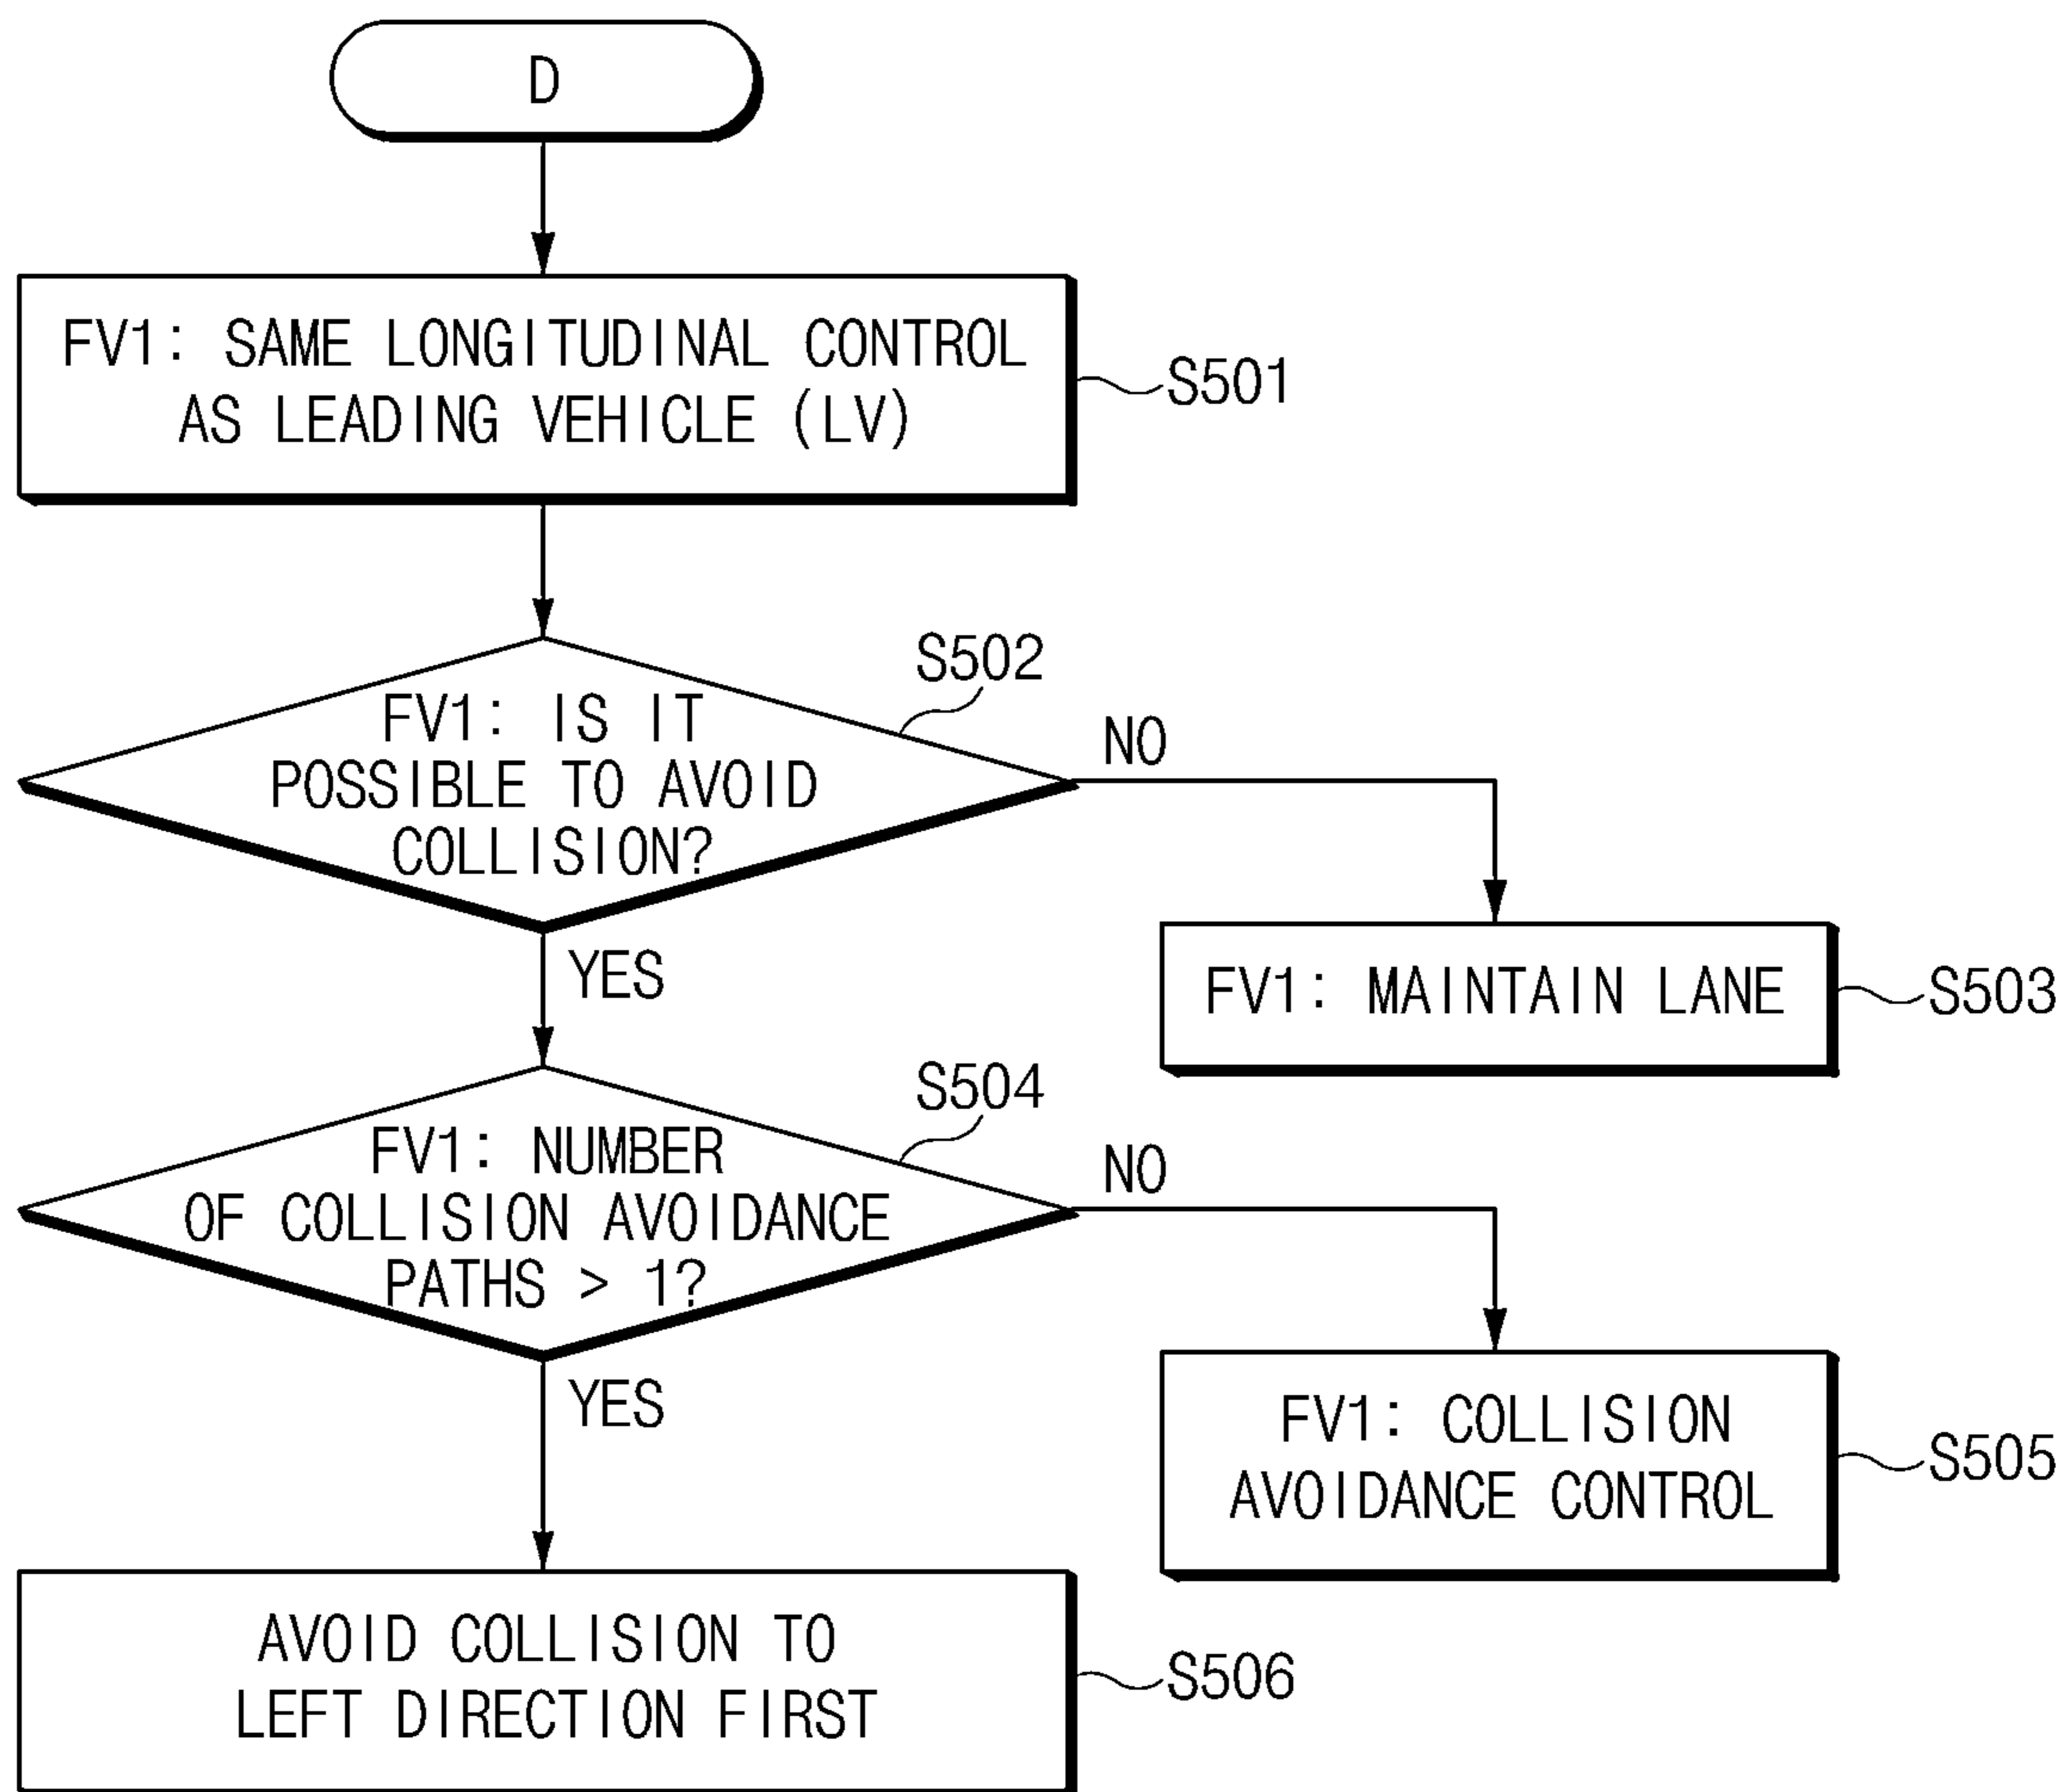 D
FV1: SAME LONGITUDINAL CONTROL
AS LEADING VEHICLE (LV)
S501
S502
FV1: IS IT
POSSIBLE TO AVOID
COLLISION?
NO
YES
FV1: MAINTAIN LANE
S503
S504
FV1: NUMBER
OF COLLISION AVOIDANCE
PATHS > 1?
NO
YES
FV1: COLLISION
AVOIDANCE CONTROL
S505
AVOID COLLISION TO
LEFT DIRECTION FIRST
S506